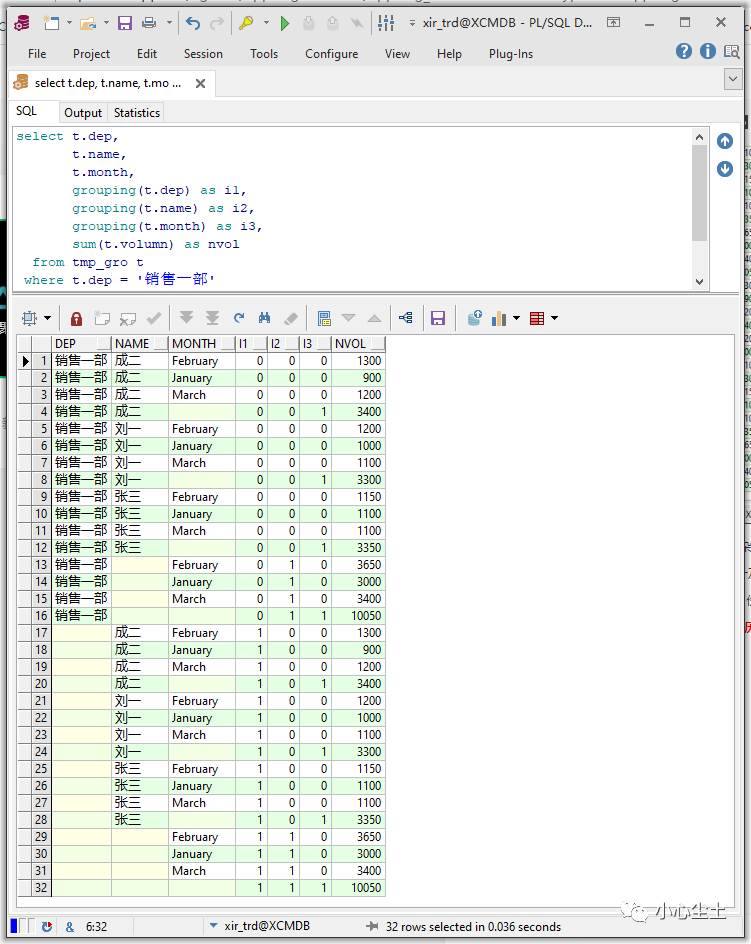 xir_trd@XCMDB - PL/SQL D...
File Project Edit Session Tools Configure View Window Help Plug-Ins
select t.dep, t.name, t.mo ...
SQL Output Statistics
select t.dep,
t.name,
t.month,
grouping(t.dep) as i1,
grouping(t.name) as i2,
grouping(t.month) as i3,
sum(t.volumn) as nvol
from tmp_gro t
where t.dep = '销售一部'
DEP NAME MONTH I1 I2 I3 NVOL
1 销售一部 成二 February 0 0 0 1300
2 销售一部 成二 January 0 0 0 900
3 销售一部 成二 March 0 0 0 1200
4 销售一部 成二 0 0 1 3400
5 销售一部 刘一 February 0 0 0 1200
6 销售一部 刘一 January 0 0 0 1000
7 销售一部 刘一 March 0 0 0 1100
8 销售一部 刘一 0 0 1 3300
9 销售一部 张三 February 0 0 0 1150
10 销售一部 张三 January 0 0 0 1100
11 销售一部 张三 March 0 0 0 1100
12 销售一部 张三 0 0 1 3350
13 销售一部 February 0 1 0 3650
14 销售一部 January 0 1 0 3000
15 销售一部 March 0 1 0 3400
16 销售一部 0 1 1 10050
17 成二 February 1 0 0 1300
18 成二 January 1 0 0 900
19 成二 March 1 0 0 1200
20 成二 1 0 1 3400
21 刘一 February 1 0 0 1200
22 刘一 January 1 0 0 1000
23 刘一 March 1 0 0 1100
24 刘一 1 0 1 3300
25 张三 February 1 0 0 1150
26 张三 January 1 0 0 1100
27 张三 March 1 0 0 1100
28 张三 1 0 1 3350
29 February 1 1 0 3650
30 January 1 1 0 3000
31 March 1 1 0 3400
32 1 1 1 10050
小心尘土
& 6:32 xir_trd@XCMDB 32 rows selected in 0.036 seconds